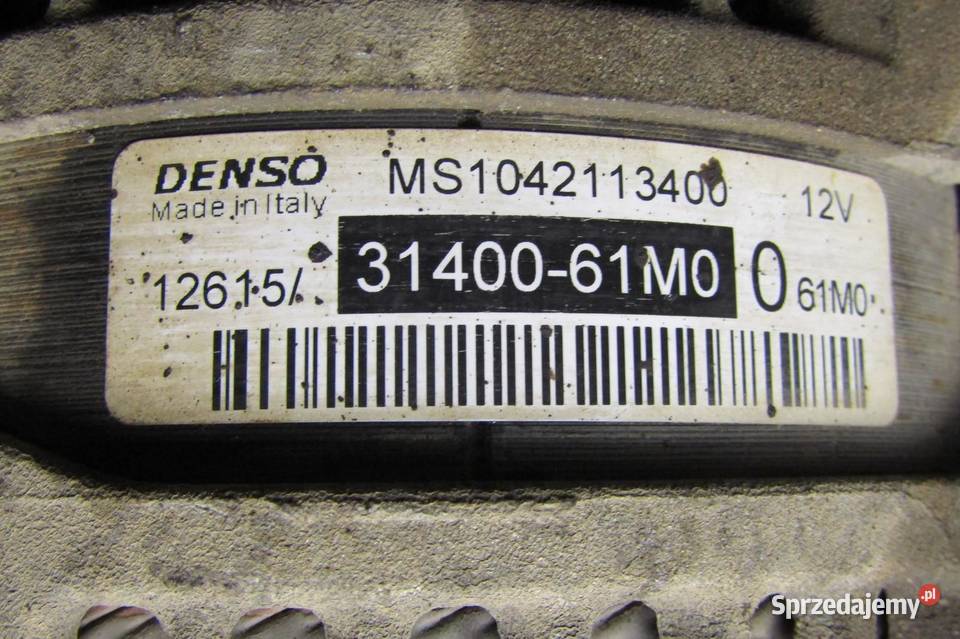 DENSO MS1042113400 12V
Made in Italy
12615/ 31400-61M0 0 61M0
Sprzedajemy.pl